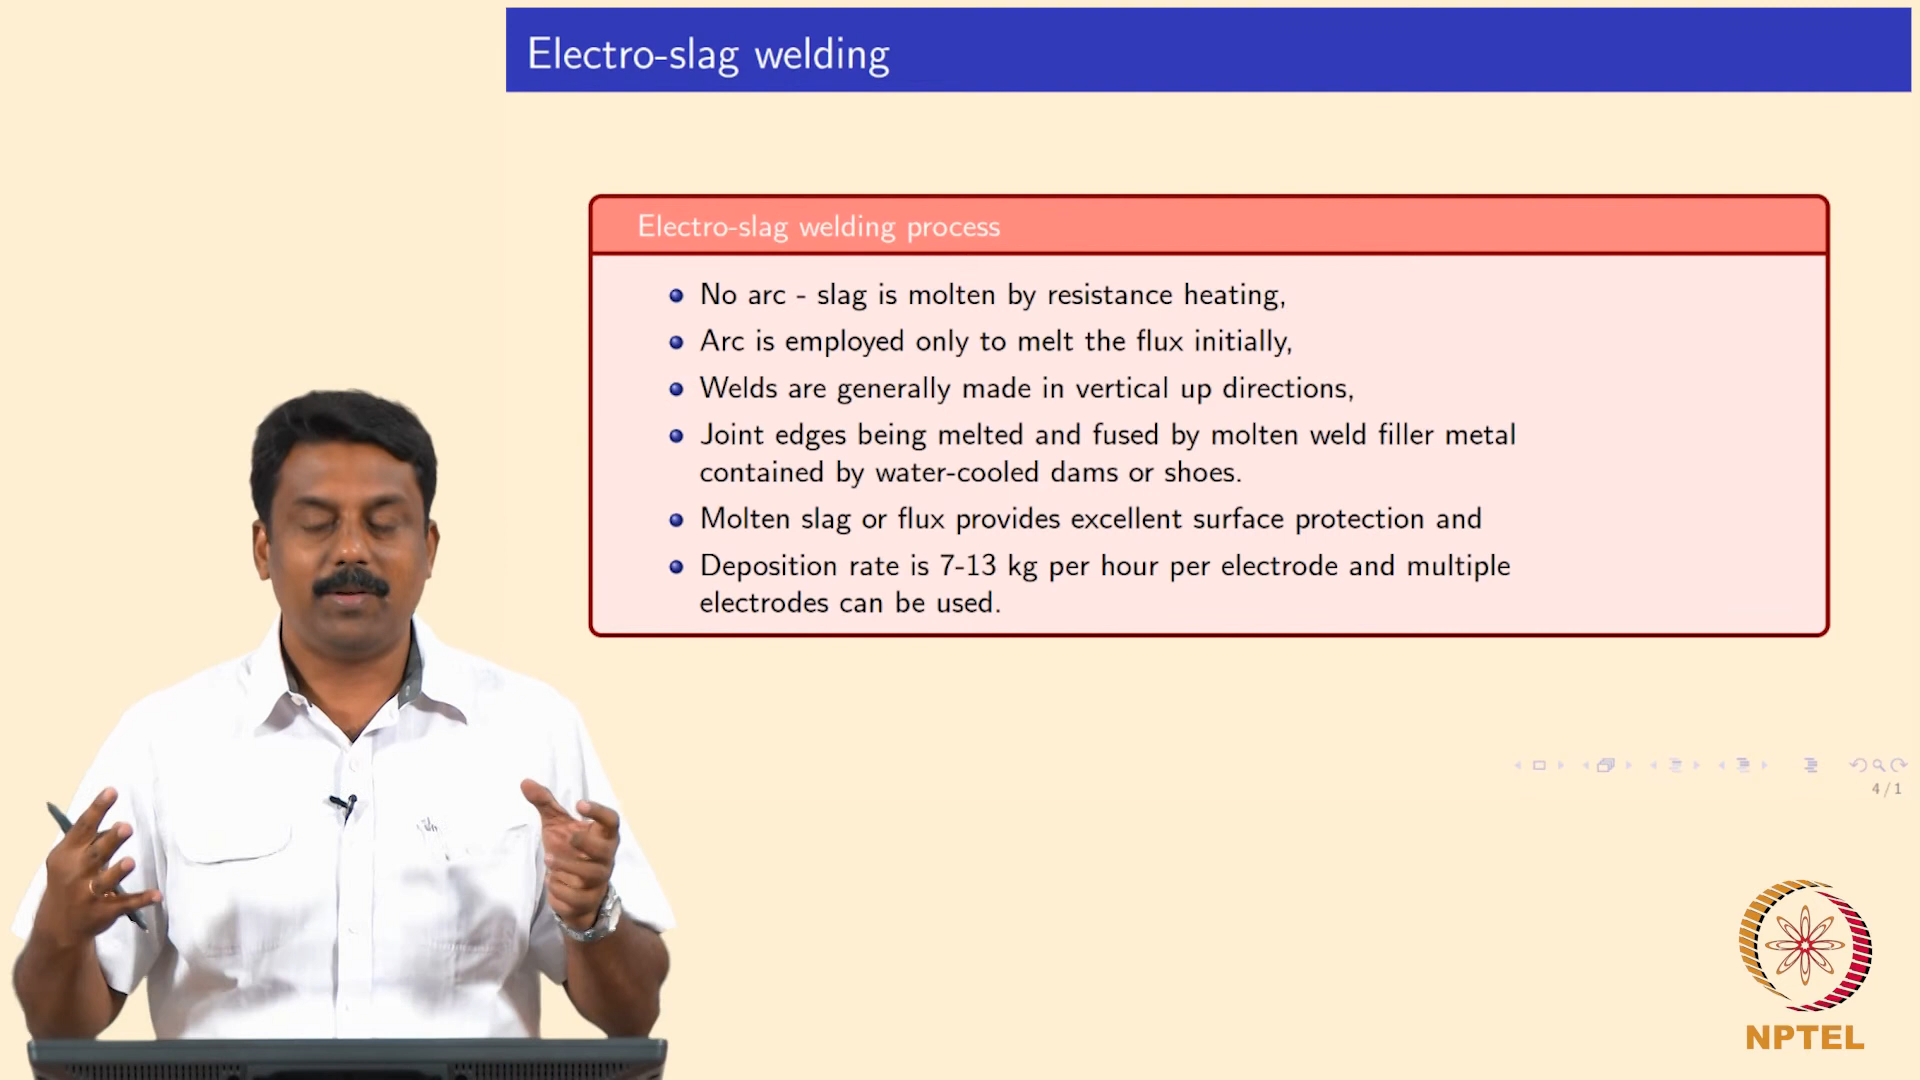 Electro-slag welding
Electro-slag welding process
No arc - slag is molten by resistance heating,
Arc is employed only to melt the flux initially,
Welds are generally made in vertical up directions,
Joint edges being melted and fused by molten weld filler metal
contained by water-cooled dams or shoes.
Molten slag or flux provides excellent surface protection and
Deposition rate is 7-13 kg per hour per electrode and multiple
electrodes can be used.
4 / 1
NPTEL